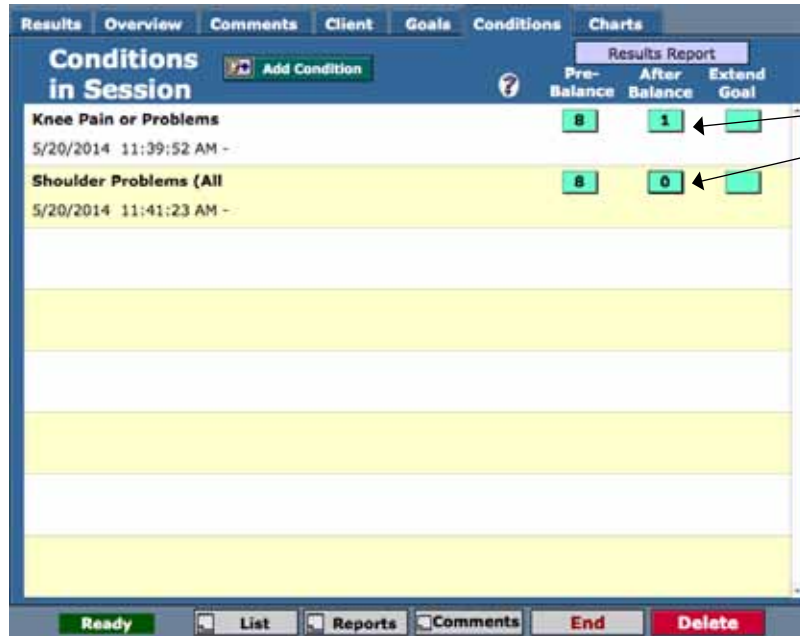 Results Overview Comments Client Goals Conditions Charts
Conditions in Session
Add Condition
?
Results Report
Pre-Balance After Balance Extend Goal
Knee Pain or Problems 8 1
5/20/2014 11:39:52 AM -
Shoulder Problems (All 8 0
5/20/2014 11:41:23 AM -
Ready List Reports Comments End Delete